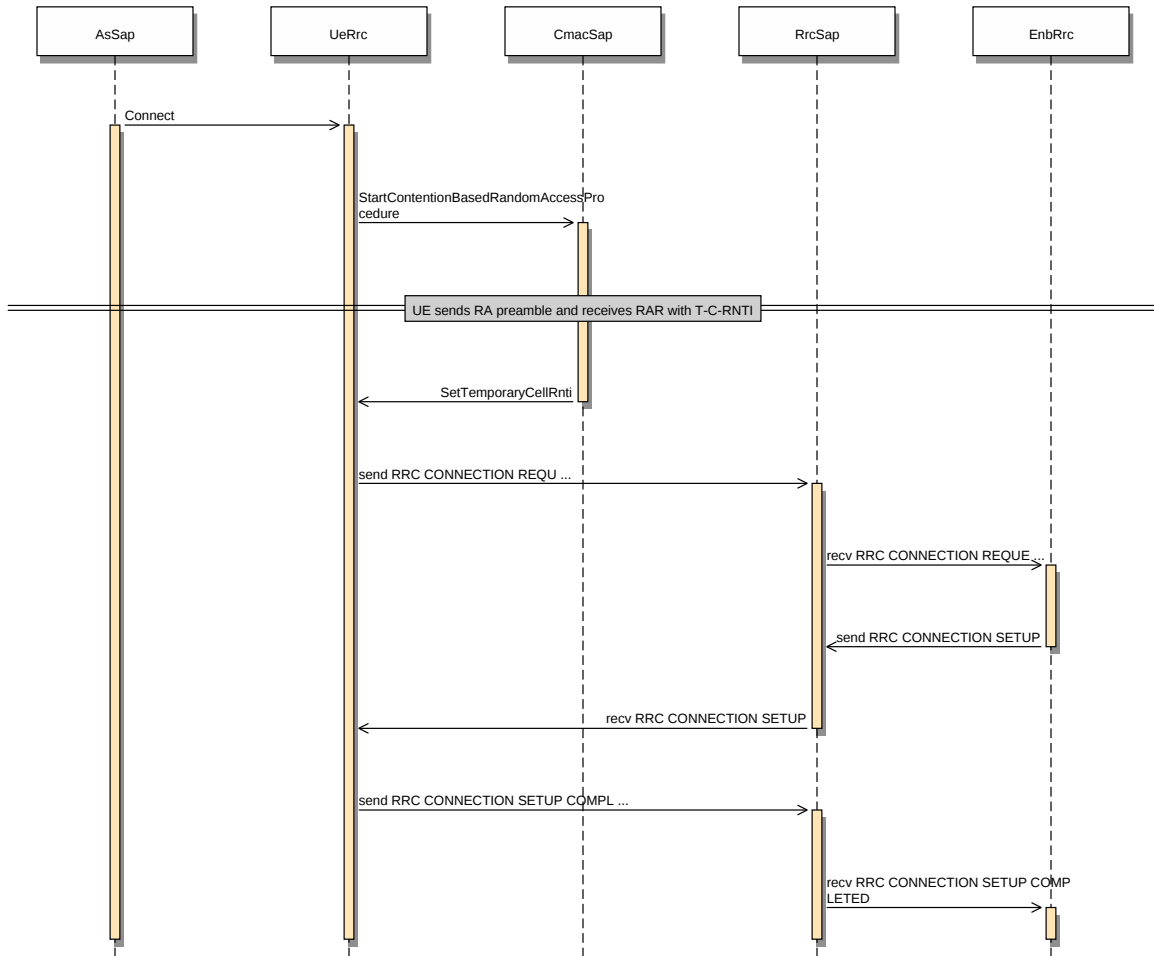 AsSap
UeRrc
CmacSap
RrcSap
EnbRrc
Connect
StartContentionBasedRandomAccessPro
cedure
UE sends RA preamble and receives RAR with T-C-RNTI
SetTemporaryCellRnti
send RRC CONNECTION REQU ...
recv RRC CONNECTION REQUE ...
send RRC CONNECTION SETUP
recv RRC CONNECTION SETUP
send RRC CONNECTION SETUP COMPL ...
recv RRC CONNECTION SETUP COMP
LETED